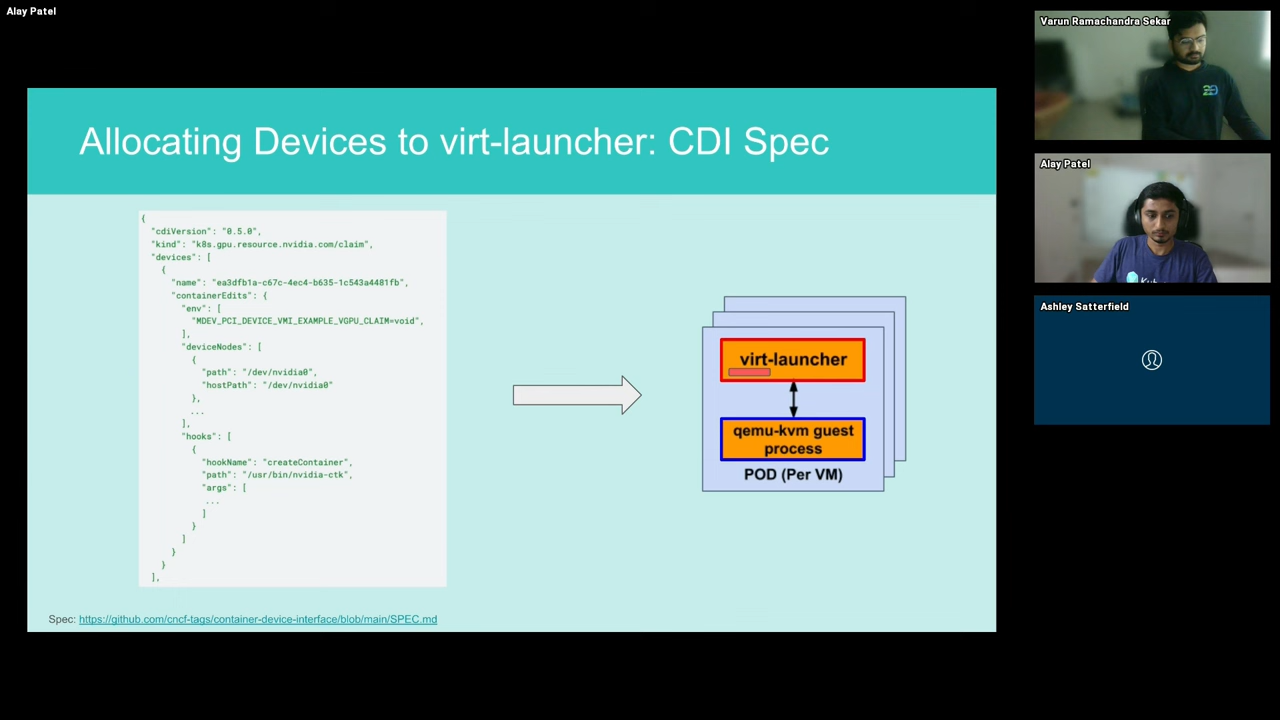 Alay Patel
Allocating Devices to virt-launcher: CDI Spec
{
"cdiVersion": "0.5.0",
"kind": "k8s.gpu.resource.nvidia.com/claim",
"devices": [
{
"name": "ea3dfb1a-c67c-4ec4-b635-1c543a4481fb",
"containerEdits": {
"env": [
"MDEV_PCI_DEVICE_VMI_EXAMPLE_VGPU_CLAIM=void",
],
"deviceNodes": [
{
"path": "/dev/nvidia0",
"hostPath": "/dev/nvidia0"
},
...
],
"hooks": [
{
"hookName": "createContainer",
"path": "/usr/bin/nvidia-ctk",
"args": [
...
]
}
]
}
}
],
virt-launcher
qemu-kvm guest
process
POD (Per VM)
Spec: https://github.com/cncf-tags/container-device-interface/blob/main/SPEC.md
Varun Ramachandra Sekar
Alay Patel
Ashley Satterfield